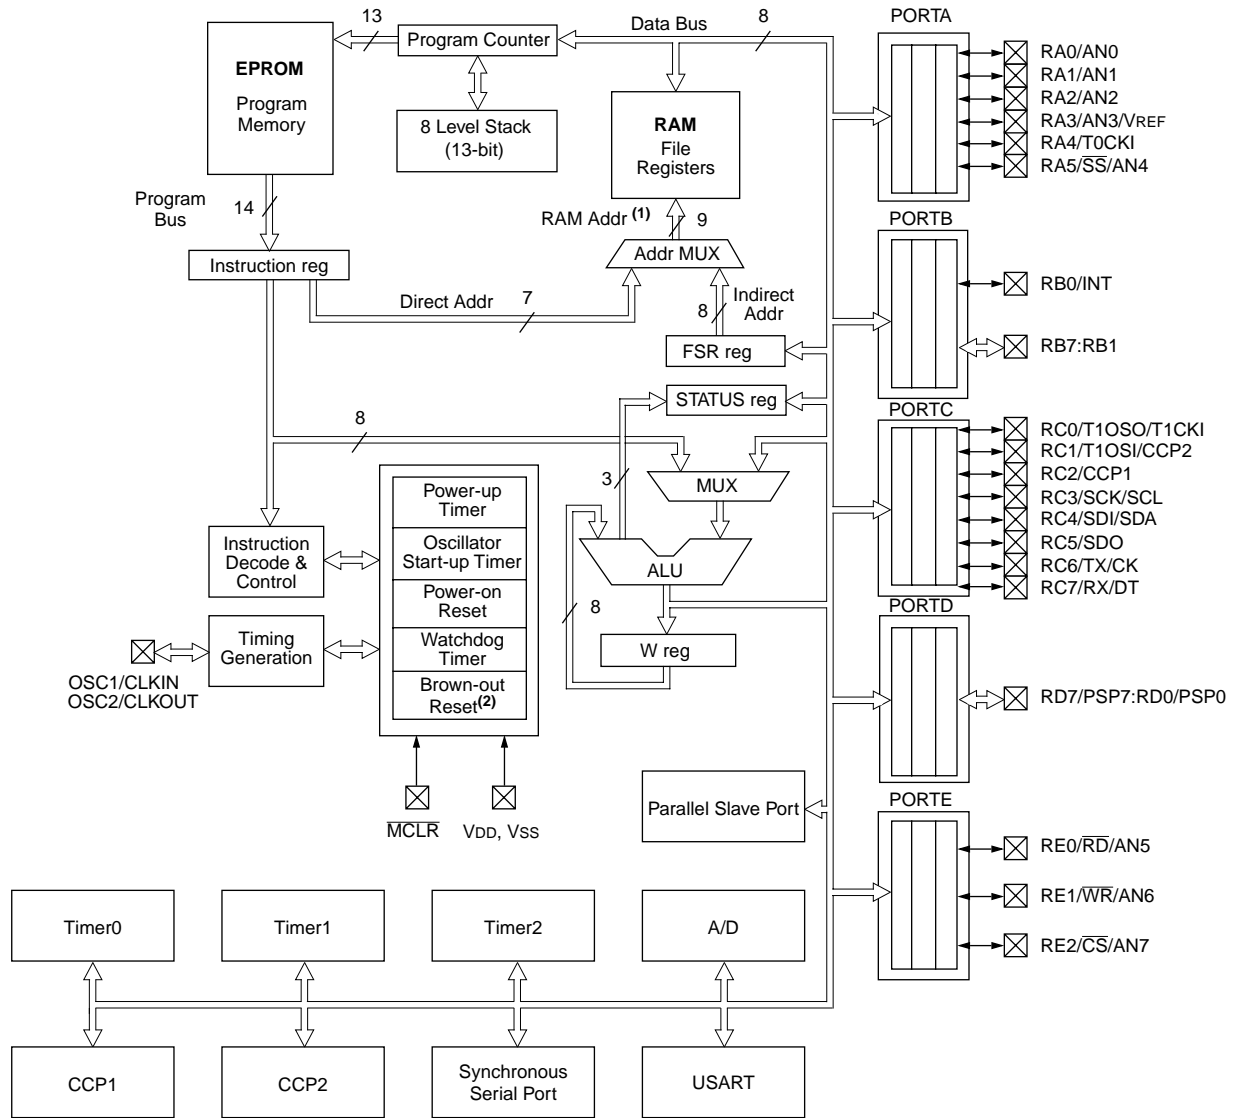 13
Data Bus
8
PORTA
EPROM
Program
Memory
Program Counter
8 Level Stack
(13-bit)
RAM
File
Registers
RA0/AN0
RA1/AN1
RA2/AN2
RA3/AN3/VREF
RA4/T0CKI
RA5/S̅S̅/AN4
Program
Bus
14
RAM Addr (1)
9
PORTB
Instruction reg
Addr MUX
RB0/INT
Direct Addr
7
8
Indirect
Addr
FSR reg
RB7:RB1
STATUS reg
PORTC
8
3
MUX
RC0/T1OSO/T1CKI
RC1/T1OSI/CCP2
RC2/CCP1
RC3/SCK/SCL
RC4/SDI/SDA
RC5/SDO
RC6/TX/CK
RC7/RX/DT
Power-up
Timer
Oscillator
Start-up Timer
Power-on
Reset
Watchdog
Timer
Brown-out
Reset(2)
Instruction
Decode &
Control
ALU
8
W reg
PORTD
Timing
Generation
OSC1/CLKIN
OSC2/CLKOUT
RD7/PSP7:RD0/PSP0
M̅C̅L̅R̅
VDD, VSS
Parallel Slave Port
PORTE
RE0/R̅D̅/AN5
RE1/W̅R̅/AN6
RE2/C̅S̅/AN7
Timer0
Timer1
Timer2
A/D
CCP1
CCP2
Synchronous
Serial Port
USART